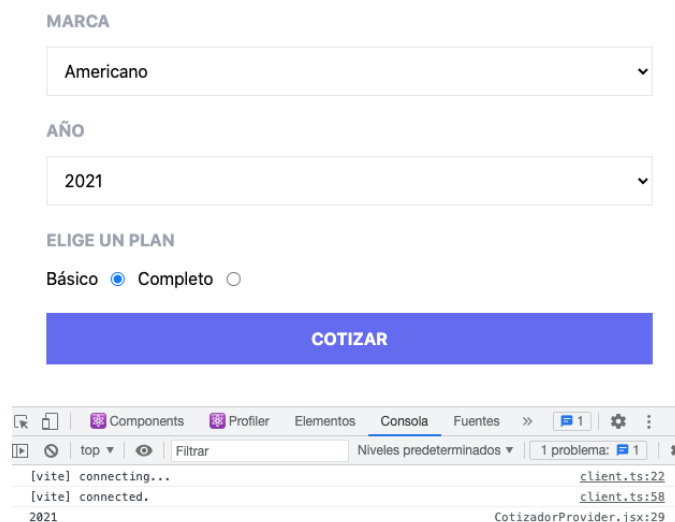 MARCA
Americano
AÑO
2021
ELIGE UN PLAN
Básico Completo
COTIZAR
Components Profiler Elementos Consola Fuentes » 1
top ▼ Filtrar Niveles predeterminados ▼ 1 problema: 1
[vite] connecting... client.ts:22
[vite] connected. client.ts:58
2021 CotizadorProvider.jsx:29